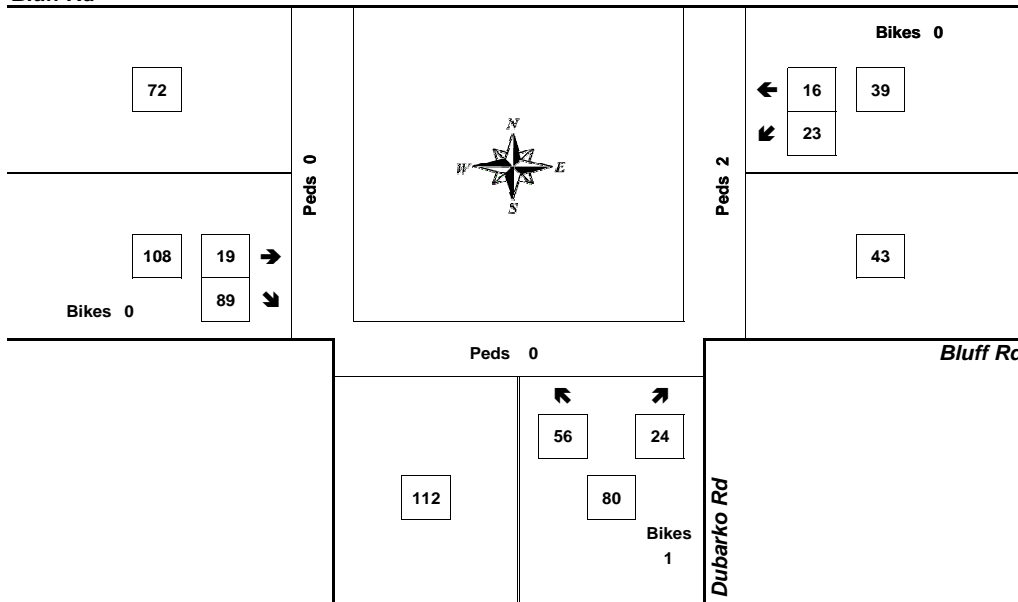 Bikes 0
72
16 39
23
N
W E
S
Peds 0
Peds 2
108 19
89
Bikes 0
43
Peds 0
Bluff Rd
56 24
112
80
Bikes
1
Dubarko Rd